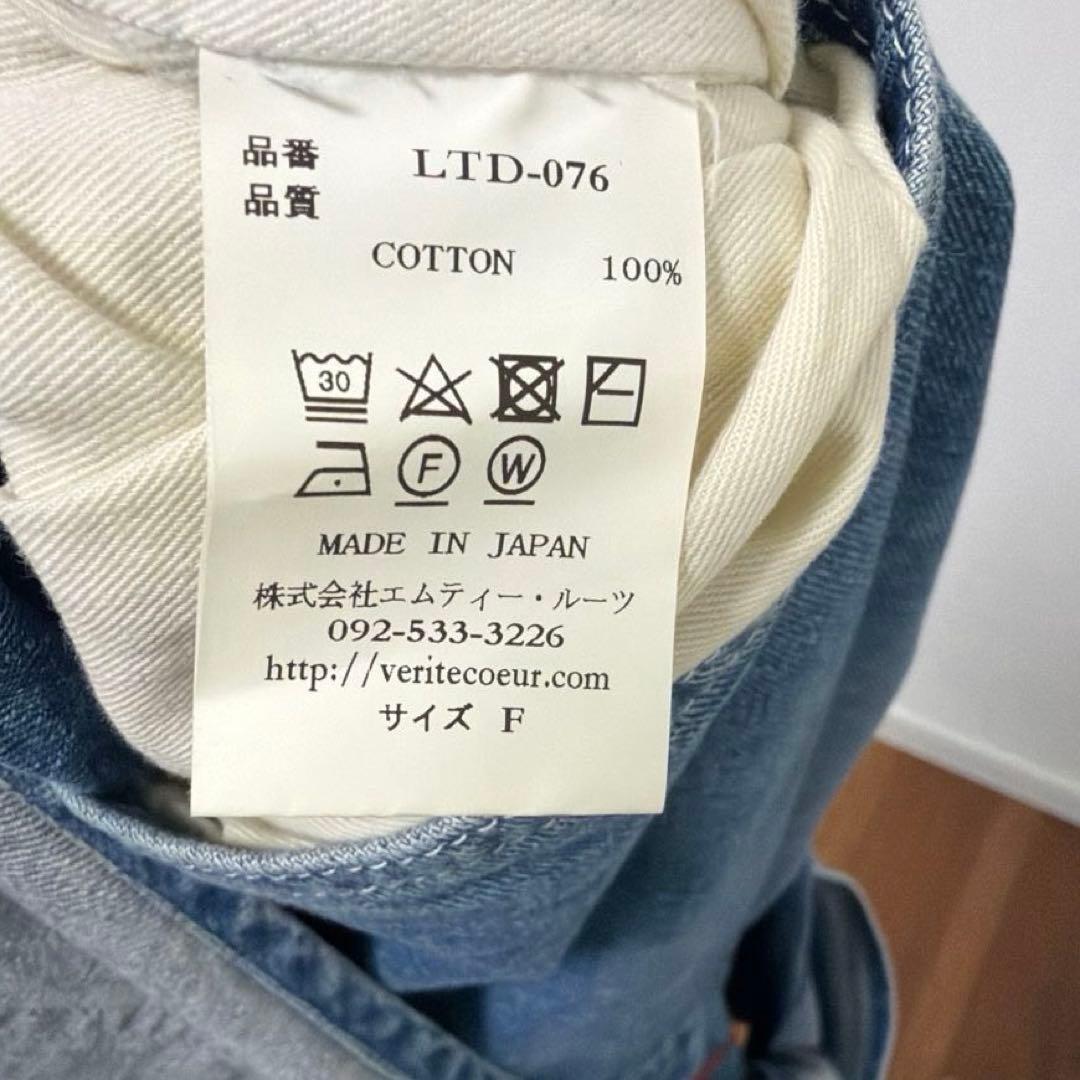 品番 LTD-076
品質
COTTON 100%
30
F W
MADE IN JAPAN
株式会社エムティー・ルーツ
092-533-3226
http://veritecoeur.com
サイズ F